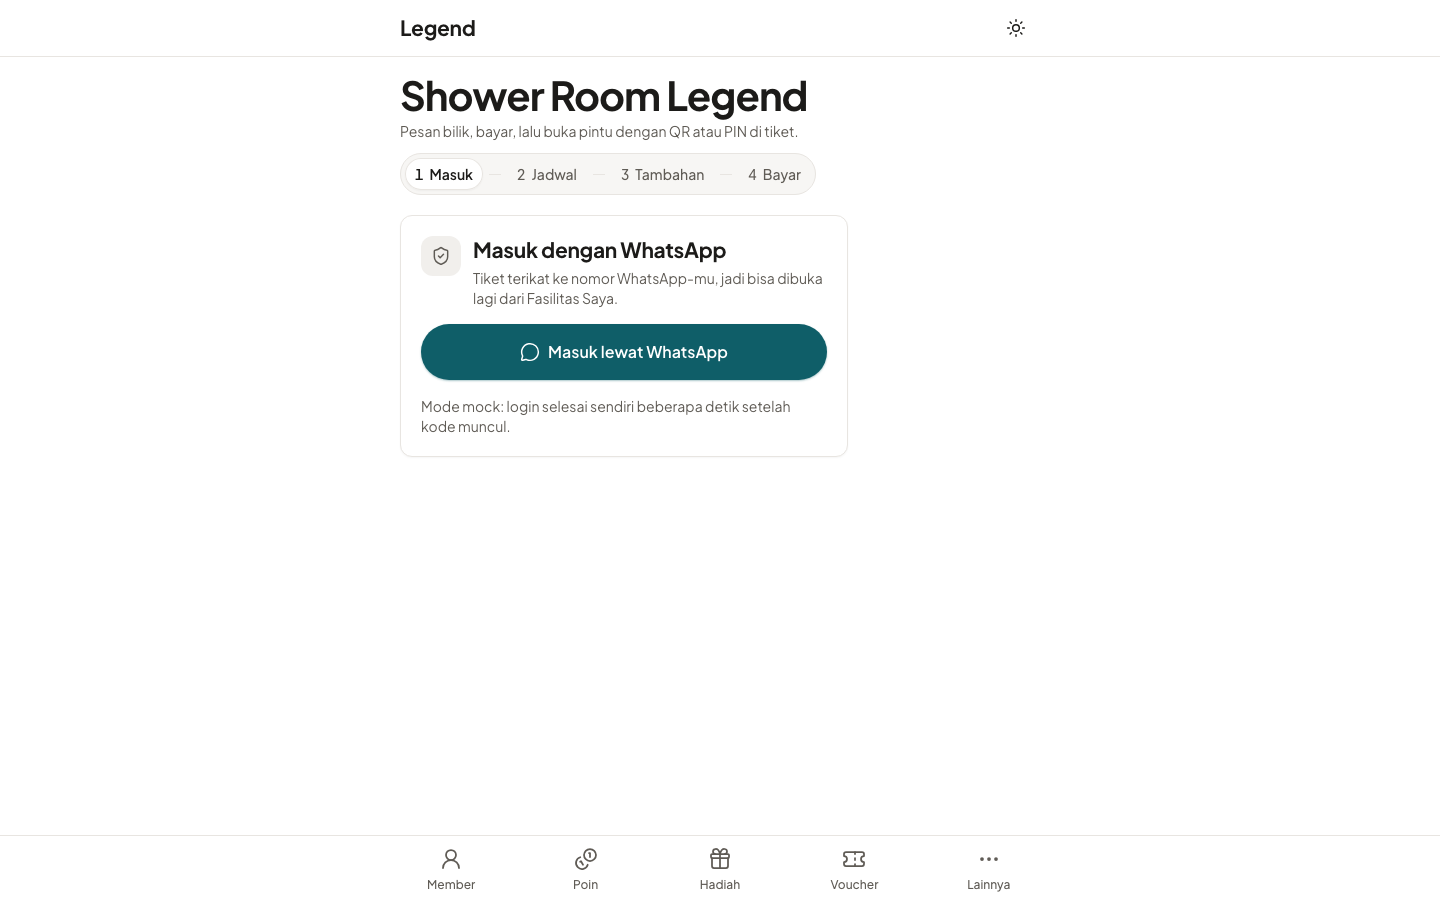 Legend
Shower Room Legend
Pesan bilik, bayar, lalu buka pintu dengan QR atau PIN di tiket.
1 Masuk — 2 Jadwal — 3 Tambahan — 4 Bayar
Masuk dengan WhatsApp
Tiket terikat ke nomor WhatsApp-mu, jadi bisa dibuka
lagi dari Fasilitas Saya.
Masuk lewat WhatsApp
Mode mock: login selesai sendiri beberapa detik setelah
kode muncul.
Member Poin Hadiah Voucher Lainnya